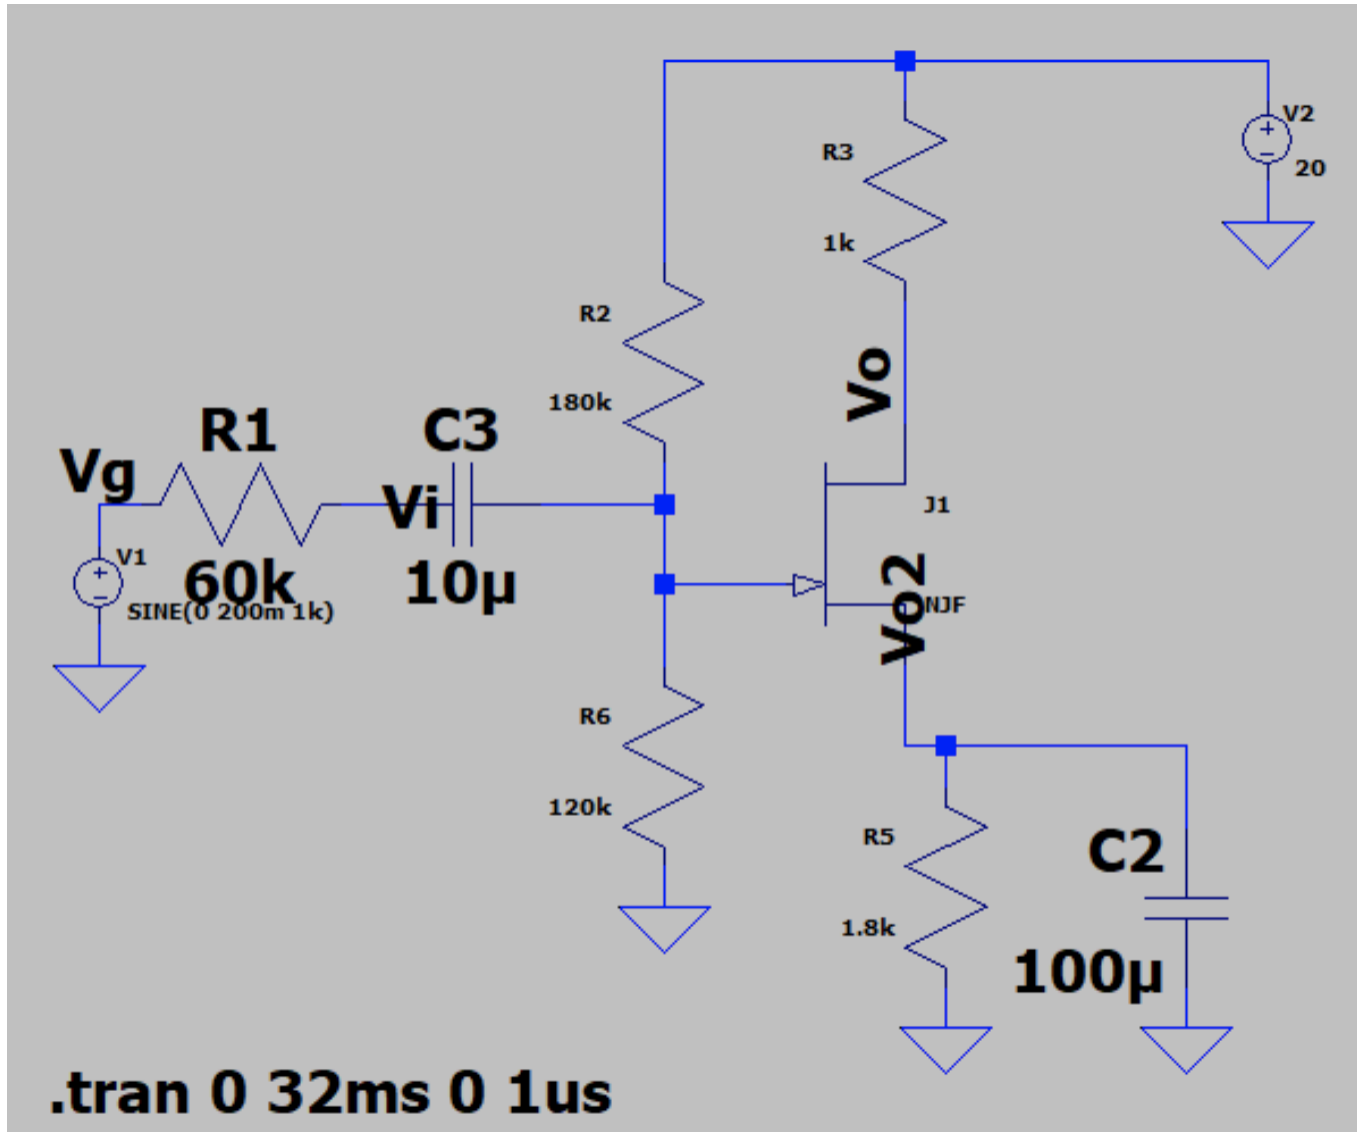 V2
R3
20
1k
R2
Vo
180k
R1
C3
Vg
Vi
J1
V1
60k
10µ
Vo2
SINE(0 200m 1k)
NJF
R6
120k
R5
C2
1.8k
100µ
.tran 0 32ms 0 1us